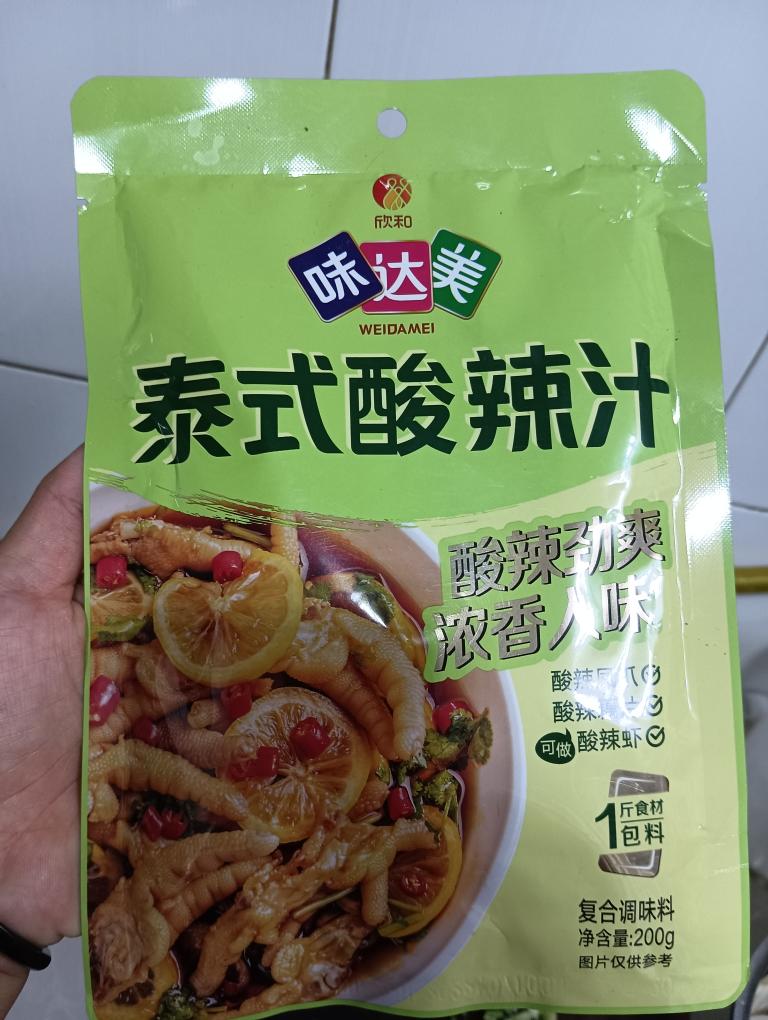 欣和
味达美
WEIDAMEI
泰式酸辣汁
酸辣劲爽
浓香入味
酸辣凤爪
酸辣
可做 酸辣虾
1斤食材
包料
复合调味料
净含量:200g
图片仅供参考